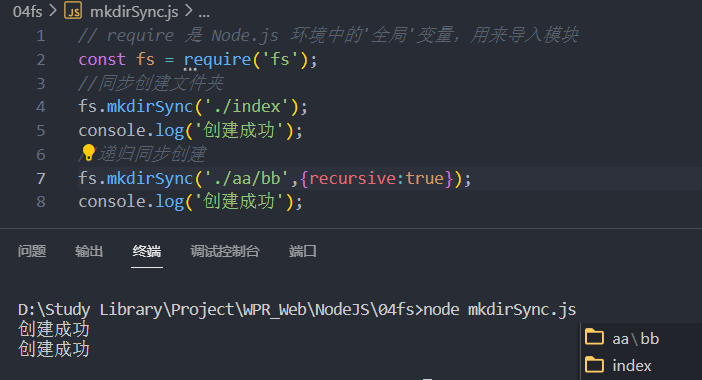 04fs > JS mkdirSync.js > ...
1 // require 是 Node.js 环境中的'全局'变量，用来导入模块
2 const fs = require('fs');
3 //同步创建文件夹
4 fs.mkdirSync('./index');
5 console.log('创建成功');
6 /递归同步创建
7 fs.mkdirSync('./aa/bb',{recursive:true});
8 console.log('创建成功');
问题 输出 终端 调试控制台 端口
D:\Study Library\Project\WPR_Web\NodeJS\04fs>node mkdirSync.js
创建成功
创建成功
aa\bb
index